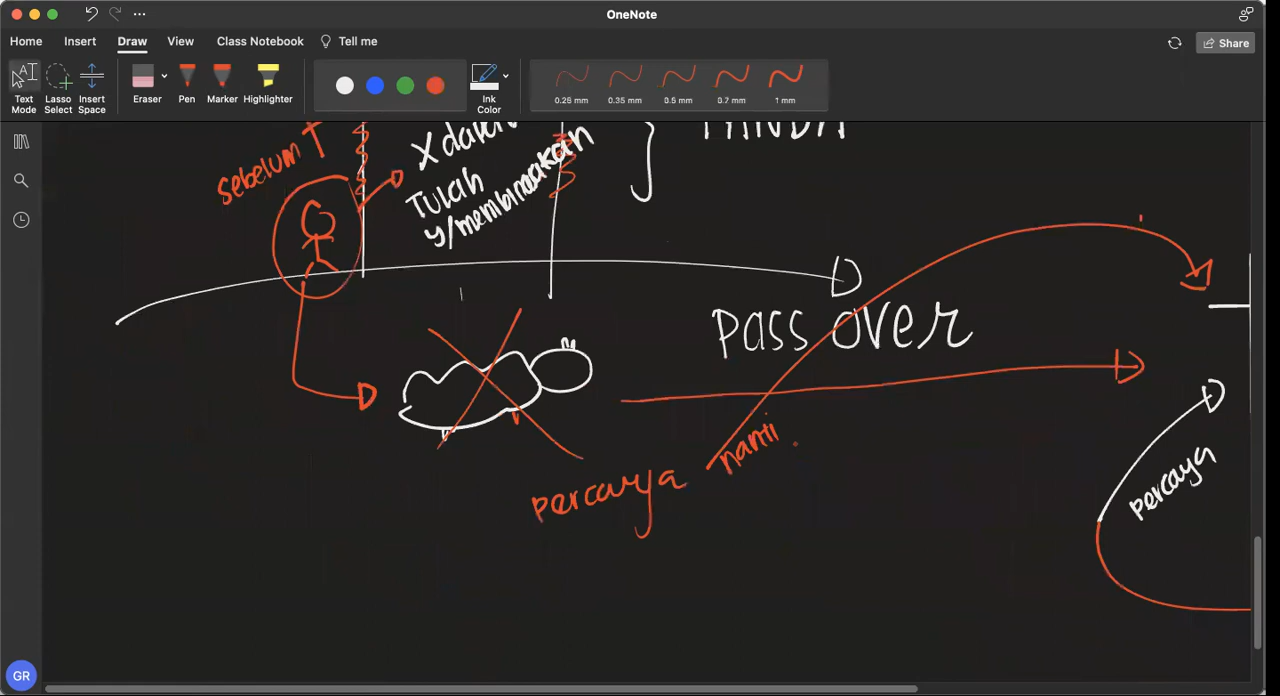 OneNote
Home Insert Draw View Class Notebook Tell me
Share
Text Mode
Lasso Select
Insert Space
Eraser
Pen
Marker
Highlighter
Ink Color
0.25 mm
0.35 mm
0.5 mm
0.7 mm
1 mm
sebelum
Tulah
y/membinasakan
pass over
percaya nanti
percaya
GR